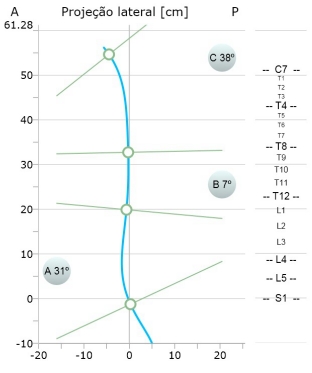 A Projeção lateral [cm] P
61.28
C 38º
50
40
30
20
10
0
-10
B 7º
A 31º
-20 -10 0 10 20
-- C7 --
T1
T2
T3
-- T4 --
T5
T6
T7
-- T8 --
T9
T10
T11
-- T12 --
L1
L2
L3
-- L4 --
-- L5 --
-- S1 --